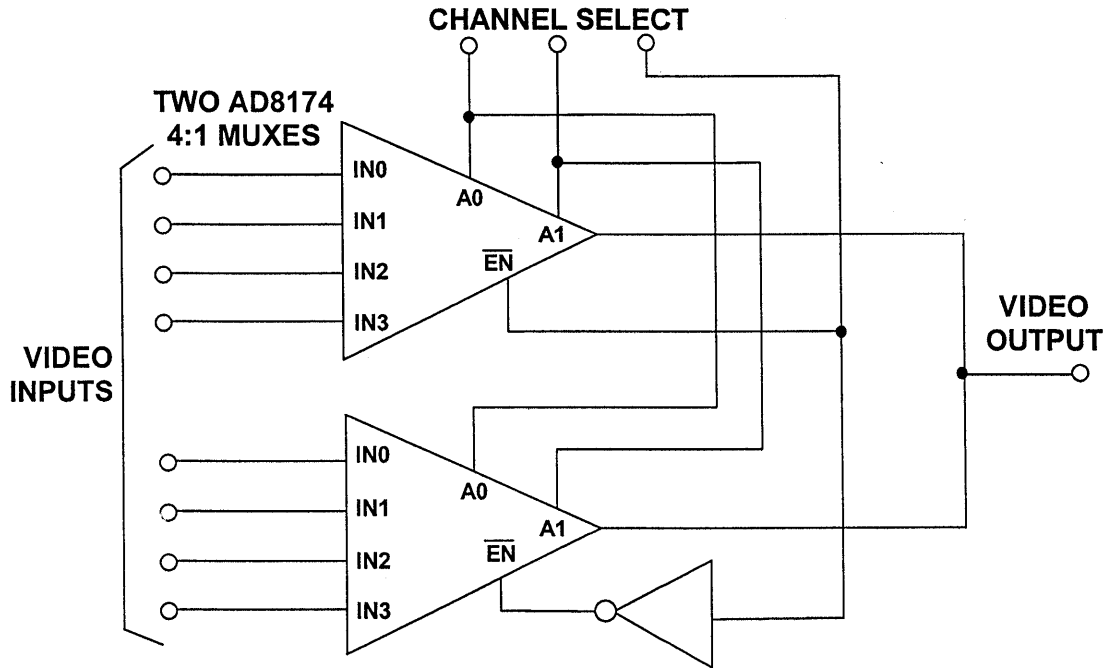 CHANNEL SELECT
TWO AD8174
4:1 MUXES
IN0
IN1
IN2
IN3
A0
A1
EN
VIDEO
INPUTS
VIDEO
OUTPUT
IN0
IN1
IN2
IN3
A0
A1
EN